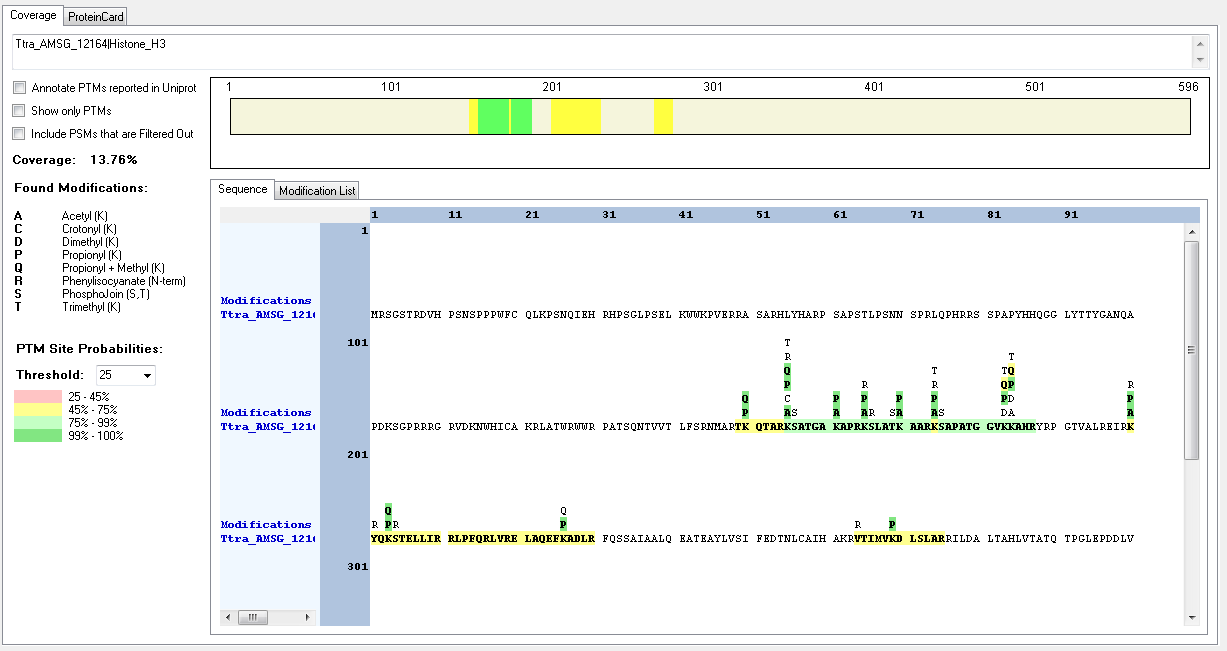 Coverage ProteinCard
Ttra_AMSG_12164|Histone_H3
Annotate PTMs reported in Uniprot
Show only PTMs
Include PSMs that are Filtered Out
Coverage: 13.76%
Found Modifications:
A Acetyl (K)
C Crotonyl (K)
D Dimethyl (K)
P Propionyl (K)
Q Propionyl + Methyl (K)
R Phenylisocyanate (N-term)
S PhosphoJoin (S,T)
T Trimethyl (K)
PTM Site Probabilities:
Threshold: 25
25 - 45%
45% - 75%
75% - 99%
99% - 100%
1 101 201 301 401 501 596
Sequence Modification List
1 11 21 31 41 51 61 71 81 91
1
Modifications
Ttra_AMSG_1216 MRSGSTRDVH PSNSPPPWFC QLKPSNQIEH RHPSGLPSEL KWWKPVERRA SARHLYHARP SAPSTLPSNN SPRLQPHRRS SPAPYHHQGG LYTTYGANQA
101 T
R
Q T Q
P R T R Q P R
Q P C P R P P R P D P
Modifications P A S A A R S A A S D A A
Ttra_AMSG_1216 PDKSGPRRRG RVDKNWHICA KRLATWRWWR PATSQNTVVT LFSRNMARTK QTARKSATGA KAPRKSLATK AARKSAPATG GVKKAHRYRP GTVALREIRK
201
Q Q
Modifications R P R P R P
Ttra_AMSG_1216 YQKSTELLIR RLPFQRLVRE LAQEFKADLR FQSSAIAALQ EATEAYLVSI FEDTNLCAIH AKRVTIMVKD LSLARRILDA LTAHLVTATQ TPGLEPDDLV
301